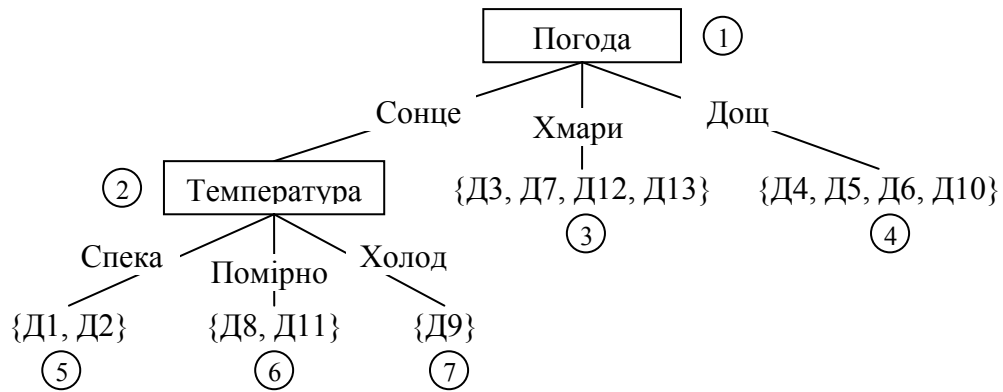 Погода 1
Сонце Хмари Дощ
2 Температура {Д3, Д7, Д12, Д13} {Д4, Д5, Д6, Д10}
3 4
Спека Помірно Холод
{Д1, Д2} {Д8, Д11} {Д9}
5 6 7